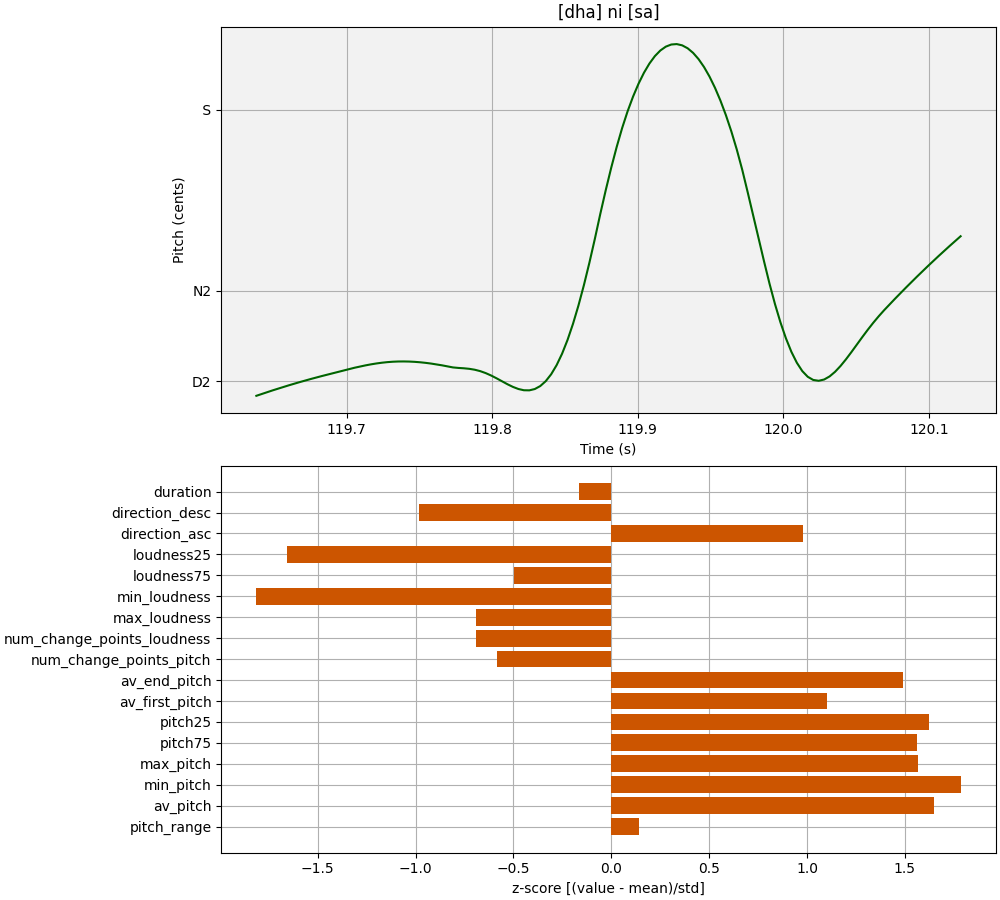 [dha] ni [sa]
S
N2
D2
Pitch (cents)
119.7 119.8 119.9 120.0 120.1
Time (s)
duration
direction_desc
direction_asc
loudness25
loudness75
min_loudness
max_loudness
num_change_points_loudness
num_change_points_pitch
av_end_pitch
av_first_pitch
pitch25
pitch75
max_pitch
min_pitch
av_pitch
pitch_range
−1.5 −1.0 −0.5 0.0 0.5 1.0 1.5
z-score [(value - mean)/std]